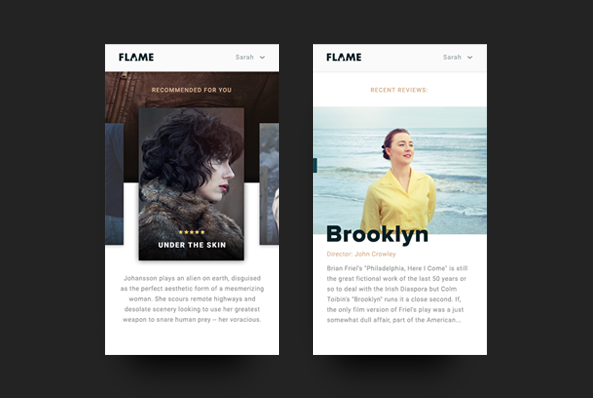 FLAME
Sarah
RECOMMENDED FOR YOU
UNDER THE SKIN
Johansson plays an alien on earth, disguised
as the perfect aesthetic form of a mesmerizing
woman. She scours remote highways and
desolate scenery looking to use her greatest
weapon to snare human prey -- her voracious.
FLAME
Sarah
RECENT REVIEWS:
Brooklyn
Director: John Crowley
Brian Friel's "Philadelphia, Here I Come" is still
the great fictional work of the last 50 years or
so to deal with the Irish Diaspora but Colm
Toibin's "Brooklyn" runs it a close second. If,
the only film version of Friel's play was a just
somewhat dull affair, part of the American...